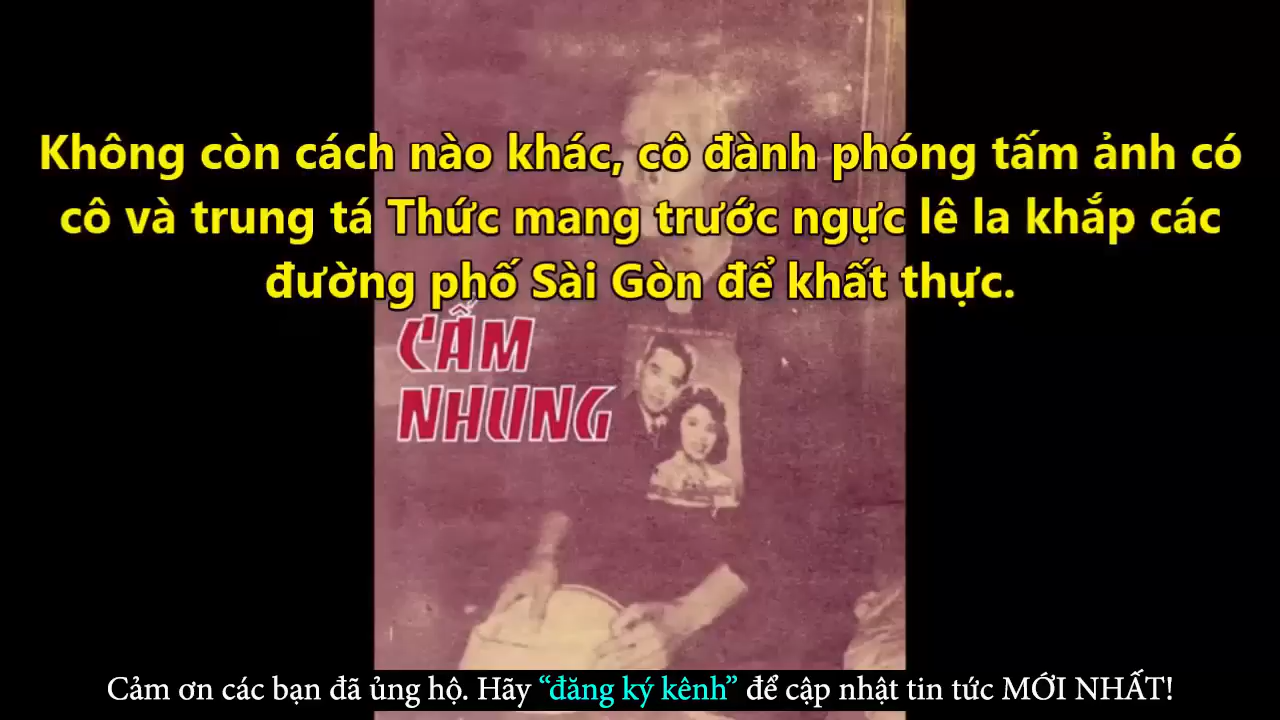 Không còn cách nào khác, cô đành phóng tấm ảnh có
cô và trung tá Thức mang trước ngực lê la khắp các
đường phố Sài Gòn để khất thực.
CẨM
NHUNG
Cảm ơn các bạn đã ủng hộ. Hãy “đăng ký kênh” để cập nhật tin tức MỚI NHẤT!